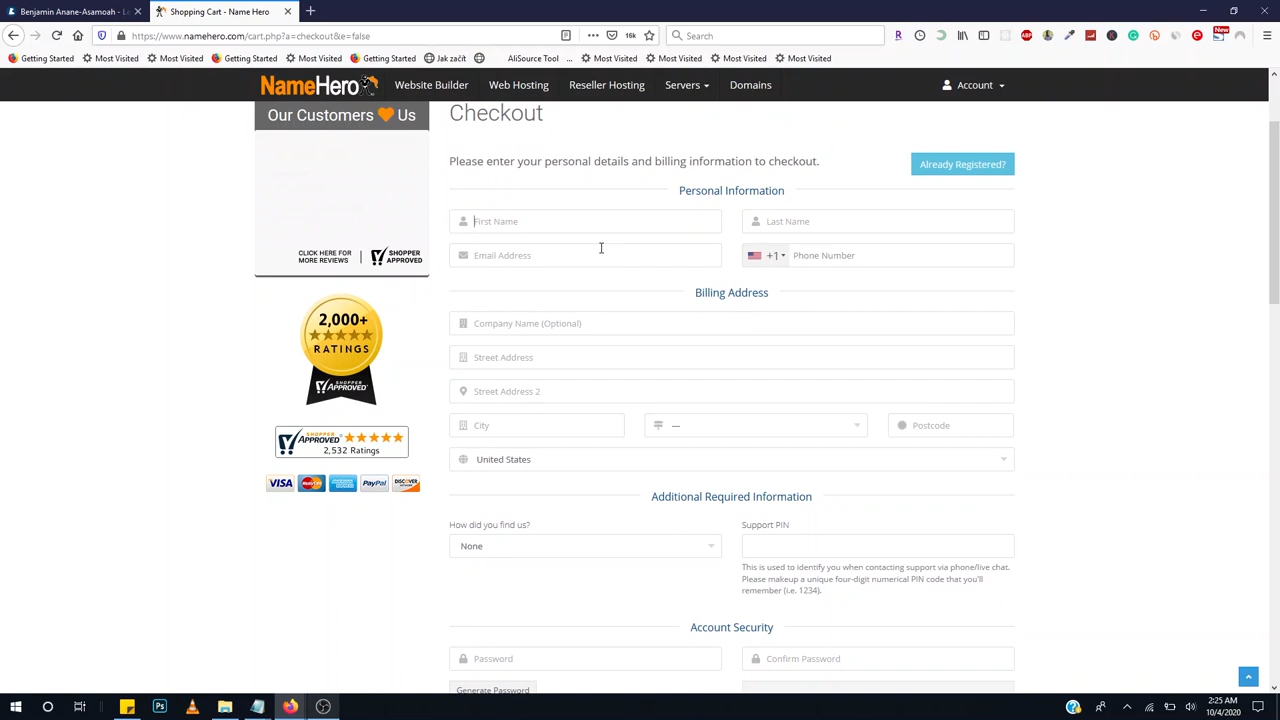 Benjamin Anane-Asamoah - L
Shopping Cart - Name Hero
https://www.namehero.com/cart.php?a=checkout&e=false
16k
Search
New
Getting Started
Most Visited
Most Visited
Getting Started
Most Visited
Getting Started
Jak začít
AliSource Tool
...
Most Visited
Most Visited
Most Visited
Most Visited
NameHero
Website Builder
Web Hosting
Reseller Hosting
Servers
Domains
Account
Our Customers Us
CLICK HERE FOR
MORE REVIEWS
SHOPPER
APPROVED
2,000+
RATINGS
SHOPPER
APPROVED
SHOPPER
APPROVED
2,532 Ratings
VISA
PayPal
DISCOVER
Checkout
Please enter your personal details and billing information to checkout.
Already Registered?
Personal Information
First Name
Last Name
Email Address
+1
Phone Number
Billing Address
Company Name (Optional)
Street Address
Street Address 2
City
—
Postcode
United States
Additional Required Information
How did you find us?
Support PIN
None
This is used to identify you when contacting support via phone/live chat.
Please makeup a unique four-digit numerical PIN code that you'll
remember (i.e. 1234).
Account Security
Password
Confirm Password
Generate Password
2:25 AM
10/4/2020